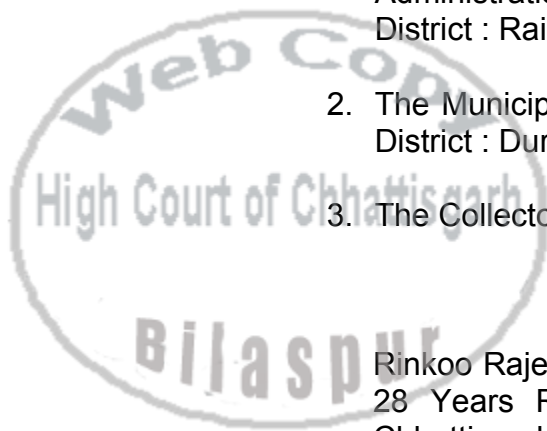 District : Rai
Web Copy
2. The Municip
District : Dur
High Court of Chhattisgarh
3. The Collecto
Bilaspur
Rinkoo Raje
28 Years